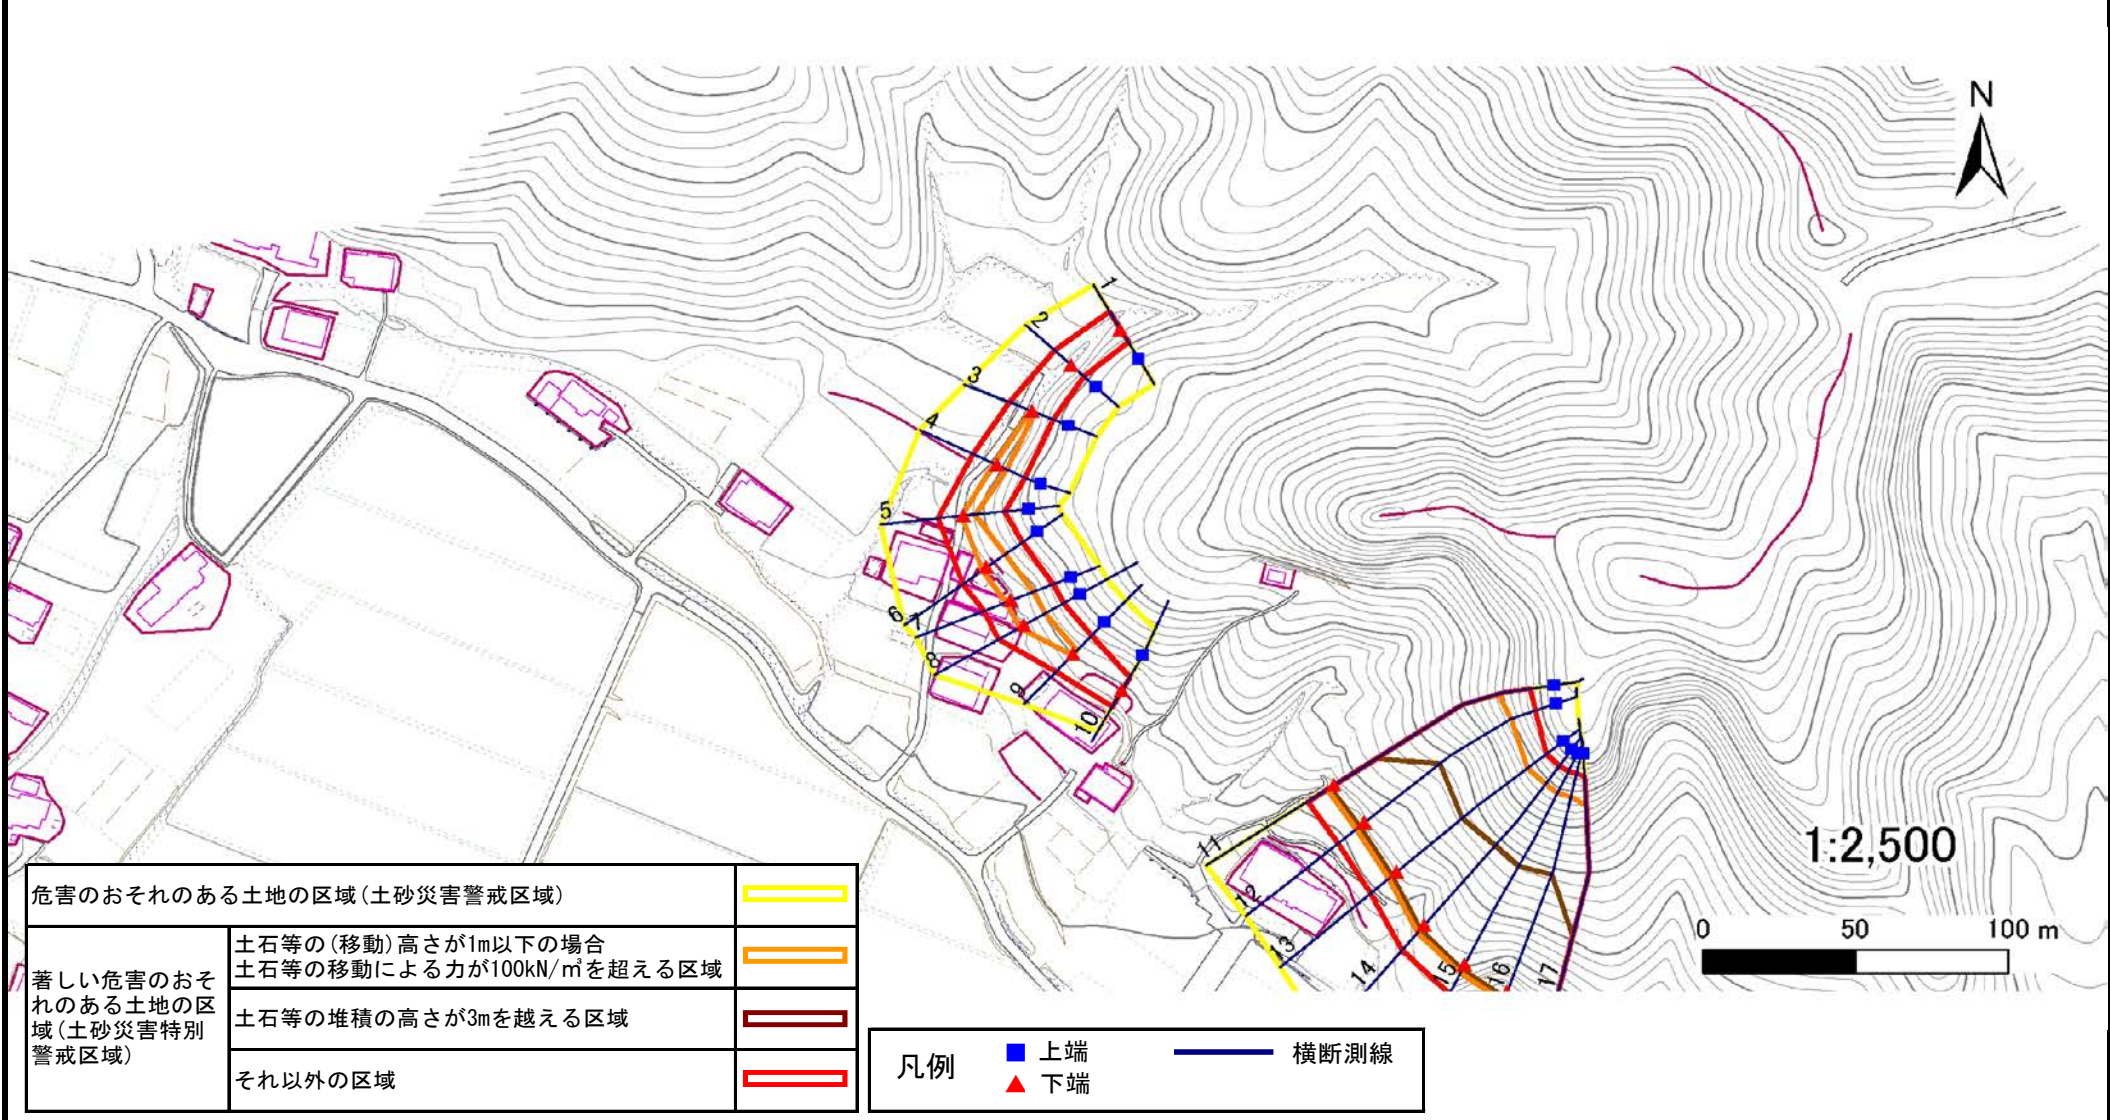 N
1
2
3
4
5
6
7
8
9
10
11
12
13
14
15
16
17
1:2,500
0 50 100 m
危害のおそれのある土地の区域(土砂災害警戒区域)
著しい危害のおそ
れのある土地の区
域(土砂災害特別
警戒区域)
土石等の(移動)高さが1m以下の場合
土石等の移動による力が100kN/㎡を超える区域
土石等の堆積の高さが3mを越える区域
それ以外の区域
凡例
上端
下端
横断測線